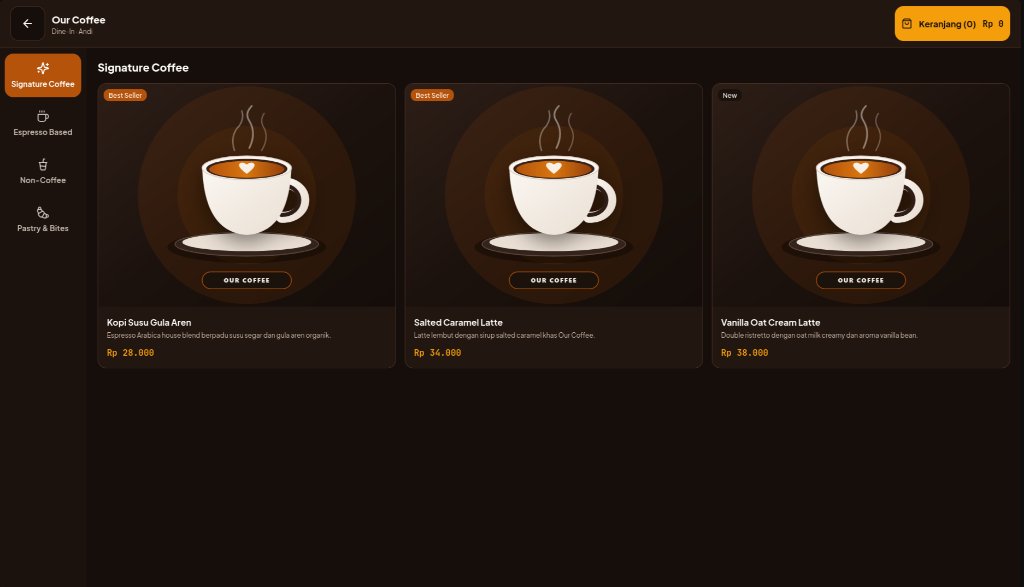 Our Coffee
Dine-In · Andi
Keranjang (0) Rp 0
Signature Coffee
Espresso Based
Non-Coffee
Pastry & Bites
Signature Coffee
Best Seller
OUR COFFEE
Kopi Susu Gula Aren
Espresso Arabica house blend berpadu susu segar dan gula aren organik.
Rp 28.000
Best Seller
OUR COFFEE
Salted Caramel Latte
Latte lembut dengan sirup salted caramel khas Our Coffee.
Rp 34.000
New
OUR COFFEE
Vanilla Oat Cream Latte
Double ristretto dengan oat milk creamy dan aroma vanilla bean.
Rp 38.000